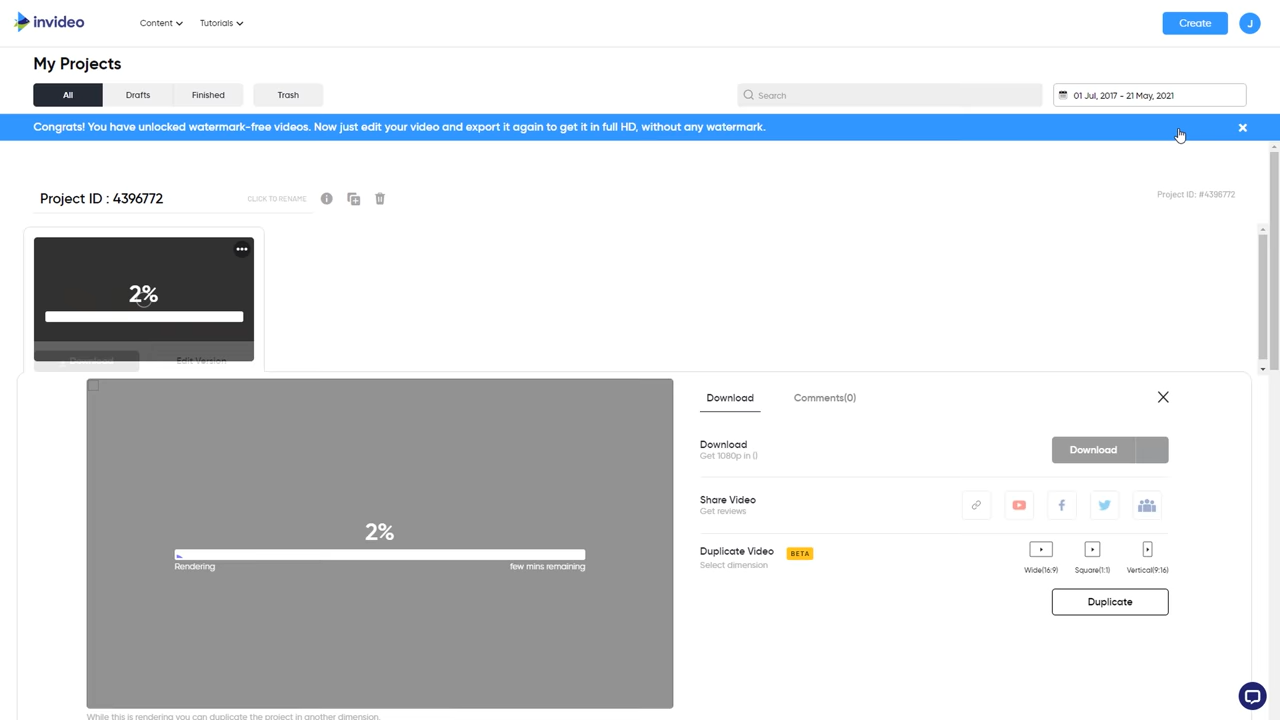 invideo
Content
Tutorials
Create
J
My Projects
All
Drafts
Finished
Trash
Search
01 Jul, 2017 - 21 May, 2021
Congrats! You have unlocked watermark-free videos. Now just edit your video and export it again to get it in full HD, without any watermark.
Project ID : 4396772
CLICK TO RENAME
Project ID: #4396772
2%
Download
Edit Version
Download
Comments(0)
Download
Get 1080p in ()
Download
Share Video
Get reviews
2%
Rendering
few mins remaining
Duplicate Video
BETA
Select dimension
Wide(16:9)
Square(1:1)
Vertical(9:16)
Duplicate
While this is rendering you can duplicate the project in another dimension.